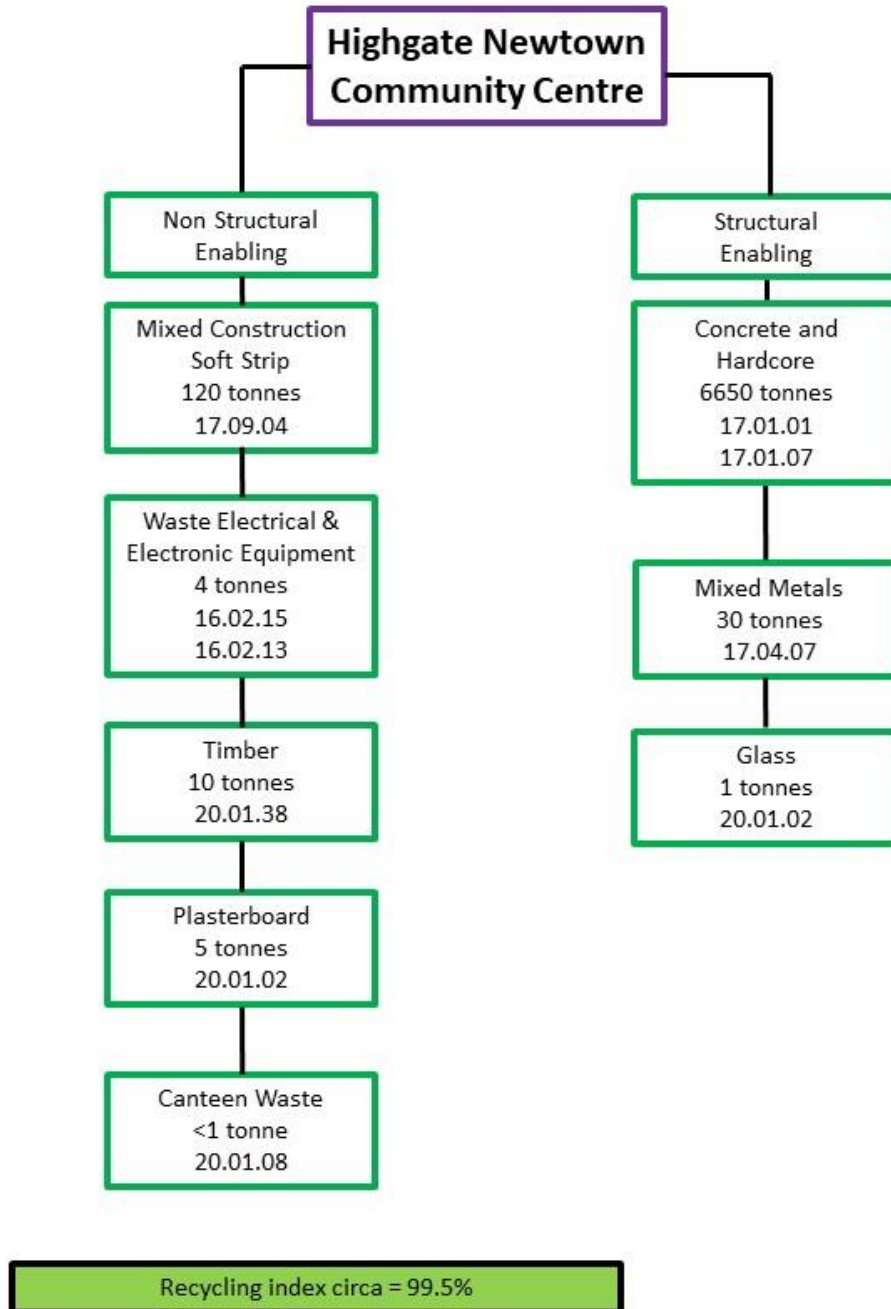 Highgate Newtown
Community Centre
Non Structural
Enabling
Mixed Construction
Soft Strip
120 tonnes
17.09.04
Waste Electrical &
Electronic Equipment
4 tonnes
16.02.15
16.02.13
Timber
10 tonnes
20.01.38
Plasterboard
5 tonnes
20.01.02
Canteen Waste
<1 tonne
20.01.08
Structural
Enabling
Concrete and
Hardcore
6650 tonnes
17.01.01
17.01.07
Mixed Metals
30 tonnes
17.04.07
Glass
1 tonnes
20.01.02
Recycling index circa = 99.5%